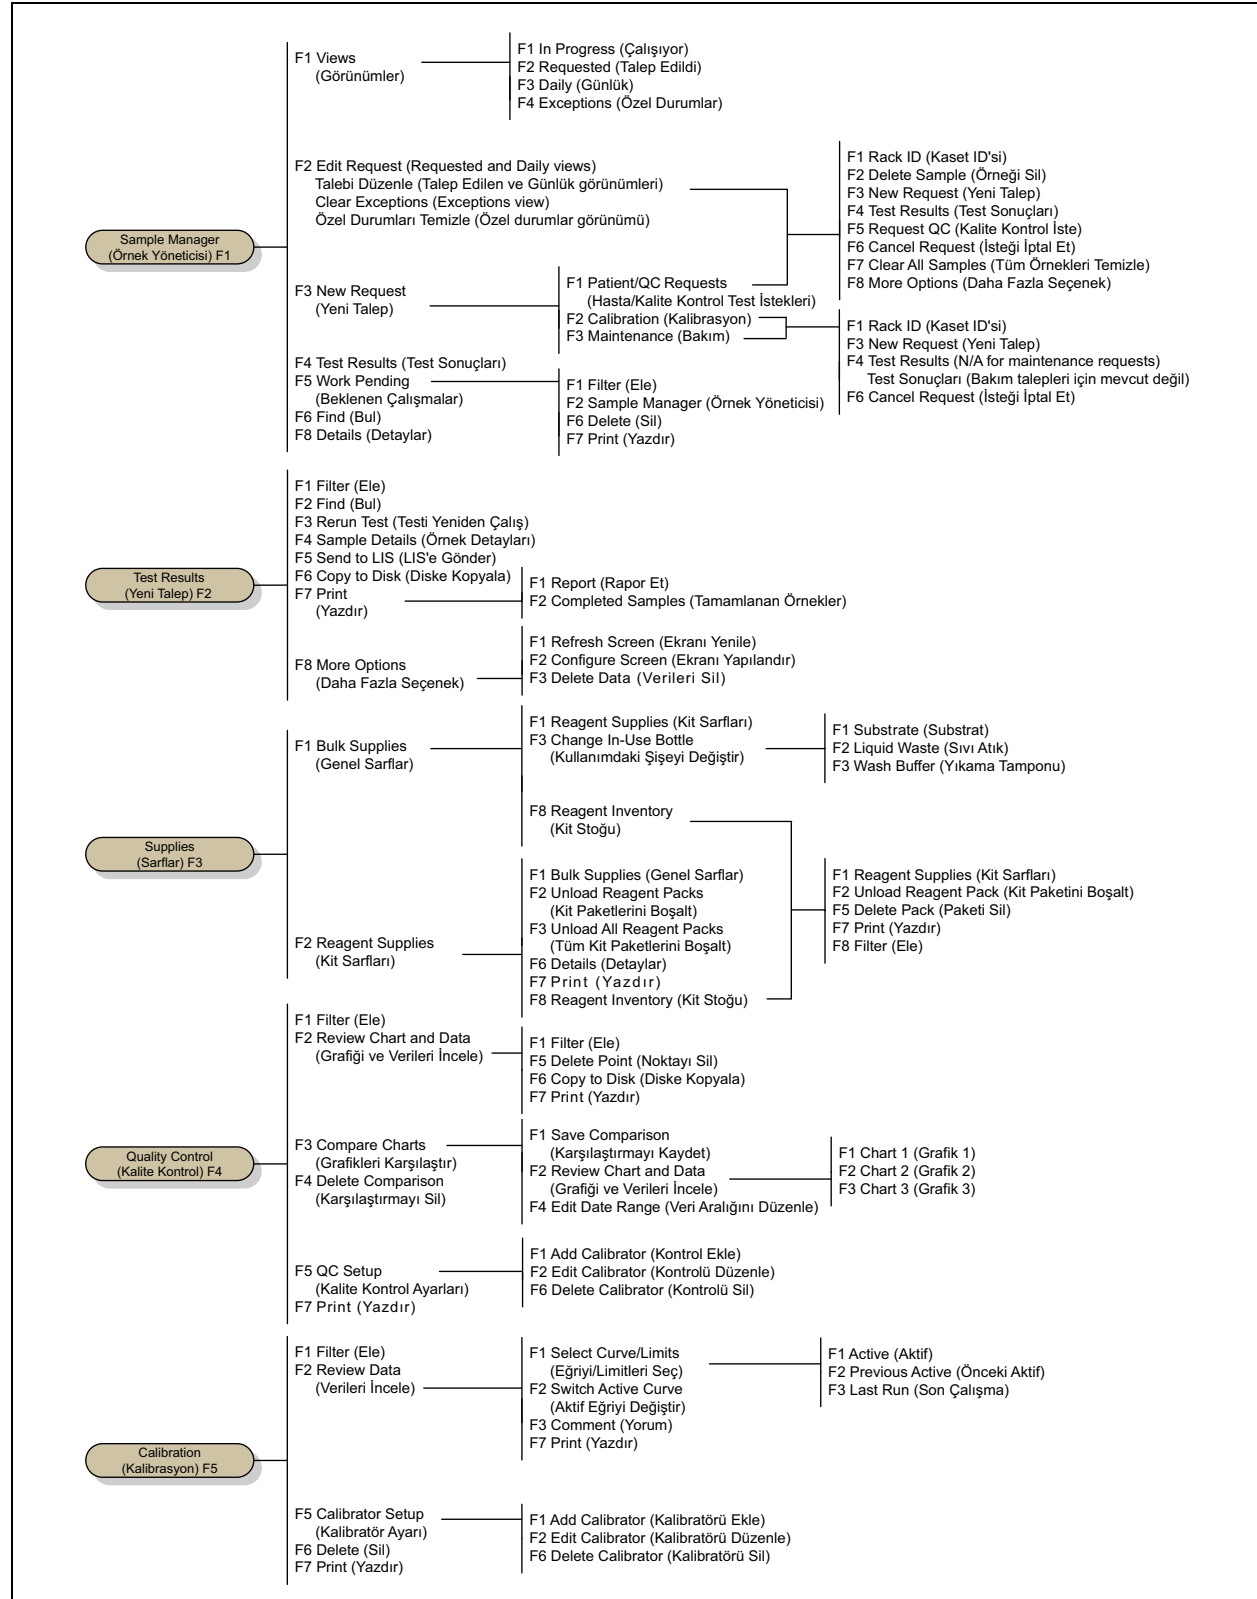 Sample Manager
(Örnek Yöneticisi) F1
F1 Views
(Görünümler)
F1 In Progress (Çalışıyor)
F2 Requested (Talep Edildi)
F3 Daily (Günlük)
F4 Exceptions (Özel Durumlar)
F2 Edit Request (Requested and Daily views)
Talebi Düzenle (Talep Edilen ve Günlük görünümleri)
Clear Exceptions (Exceptions view)
Özel Durumları Temizle (Özel durumlar görünümü)
F1 Rack ID (Kaset ID'si)
F2 Delete Sample (Örneği Sil)
F3 New Request (Yeni Talep)
F4 Test Results (Test Sonuçları)
F5 Request QC (Kalite Kontrol İste)
F6 Cancel Request (İsteği İptal Et)
F7 Clear All Samples (Tüm Örnekleri Temizle)
F8 More Options (Daha Fazla Seçenek)
F3 New Request
(Yeni Talep)
F1 Patient/QC Requests
(Hasta/Kalite Kontrol Test İstekleri)
F2 Calibration (Kalibrasyon)
F3 Maintenance (Bakım)
F1 Rack ID (Kaset ID'si)
F3 New Request (Yeni Talep)
F4 Test Results (N/A for maintenance requests)
Test Sonuçları (Bakım talepleri için mevcut değil)
F6 Cancel Request (İsteği İptal Et)
F4 Test Results (Test Sonuçları)
F5 Work Pending
(Beklenen Çalışmalar)
F6 Find (Bul)
F8 Details (Detaylar)
F1 Filter (Ele)
F2 Sample Manager (Örnek Yöneticisi)
F6 Delete (Sil)
F7 Print (Yazdır)
Test Results
(Yeni Talep) F2
F1 Filter (Ele)
F2 Find (Bul)
F3 Rerun Test (Testi Yeniden Çalış)
F4 Sample Details (Örnek Detayları)
F5 Send to LIS (LIS'e Gönder)
F6 Copy to Disk (Diske Kopyala)
F7 Print
(Yazdır)
F1 Report (Rapor Et)
F2 Completed Samples (Tamamlanan Örnekler)
F8 More Options
(Daha Fazla Seçenek)
F1 Refresh Screen (Ekranı Yenile)
F2 Configure Screen (Ekranı Yapılandır)
F3 Delete Data (Verileri Sil)
Supplies
(Sarflar) F3
F1 Bulk Supplies
(Genel Sarflar)
F1 Reagent Supplies (Kit Sarfları)
F3 Change In-Use Bottle
(Kullanımdaki Şişeyi Değiştir)
F1 Substrate (Substrat)
F2 Liquid Waste (Sıvı Atık)
F3 Wash Buffer (Yıkama Tamponu)
F8 Reagent Inventory
(Kit Stoğu)
F2 Reagent Supplies
(Kit Sarfları)
F1 Bulk Supplies (Genel Sarflar)
F2 Unload Reagent Packs
(Kit Paketlerini Boşalt)
F3 Unload All Reagent Packs
(Tüm Kit Paketlerini Boşalt)
F6 Details (Detaylar)
F7 Print (Yazdır)
F8 Reagent Inventory (Kit Stoğu)
F1 Reagent Supplies (Kit Sarfları)
F2 Unload Reagent Pack (Kit Paketini Boşalt)
F5 Delete Pack (Paketi Sil)
F7 Print (Yazdır)
F8 Filter (Ele)
Quality Control
(Kalite Kontrol) F4
F1 Filter (Ele)
F2 Review Chart and Data
(Grafiği ve Verileri İncele)
F1 Filter (Ele)
F5 Delete Point (Noktayı Sil)
F6 Copy to Disk (Diske Kopyala)
F7 Print (Yazdır)
F3 Compare Charts
(Grafikleri Karşılaştır)
F4 Delete Comparison
(Karşılaştırmayı Sil)
F1 Save Comparison
(Karşılaştırmayı Kaydet)
F2 Review Chart and Data
(Grafiği ve Verileri İncele)
F4 Edit Date Range (Veri Aralığını Düzenle)
F1 Chart 1 (Grafik 1)
F2 Chart 2 (Grafik 2)
F3 Chart 3 (Grafik 3)
F5 QC Setup
(Kalite Kontrol Ayarları)
F7 Print (Yazdır)
F1 Add Calibrator (Kontrol Ekle)
F2 Edit Calibrator (Kontrolü Düzenle)
F6 Delete Calibrator (Kontrolü Sil)
Calibration
(Kalibrasyon) F5
F1 Filter (Ele)
F2 Review Data
(Verileri İncele)
F1 Select Curve/Limits
(Eğriyi/Limitleri Seç)
F2 Switch Active Curve
(Aktif Eğriyi Değiştir)
F3 Comment (Yorum)
F7 Print (Yazdır)
F1 Active (Aktif)
F2 Previous Active (Önceki Aktif)
F3 Last Run (Son Çalışma)
F5 Calibrator Setup
(Kalibratör Ayarı)
F6 Delete (Sil)
F7 Print (Yazdır)
F1 Add Calibrator (Kalibratörü Ekle)
F2 Edit Calibrator (Kalibratörü Düzenle)
F6 Delete Calibrator (Kalibratörü Sil)